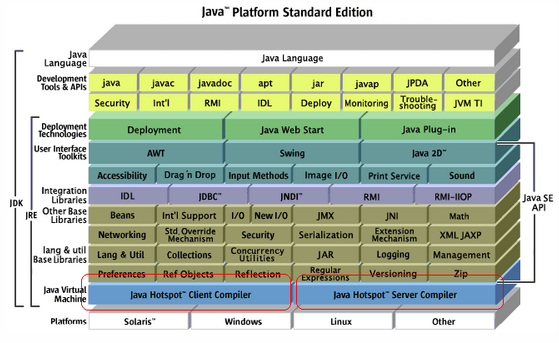 Java™ Platform Standard Edition
Java Language
Java Language
Development Tools & APIs
java javac javadoc apt jar javap JPDA Other
Security Int'l RMI IDL Deploy Monitoring Trouble-shooting JVM TI
Deployment Technologies
Deployment Java Web Start Java Plug-in
User Interface Toolkits
AWT Swing Java 2D™
Accessibility Drag 'n Drop Input Methods Image I/O Print Service Sound
Integration Libraries
IDL JDBC™ JNDI™ RMI RMI-IIOP
Other Base Libraries
Beans Int'l Support I/O New I/O JMX JNI Math
Networking Std. Override Mechanism Security Serialization Extension Mechanism XML JAXP
lang & util Base Libraries
Lang & Util Collections Concurrency Utilities JAR Logging Management
Preferences Ref Objects Reflection Regular Expressions Versioning Zip
Java Virtual Machine
Java Hotspot™ Client Compiler Java Hotspot™ Server Compiler
Platforms
Solaris™ Windows Linux Other
JDK
JRE
Java SE API